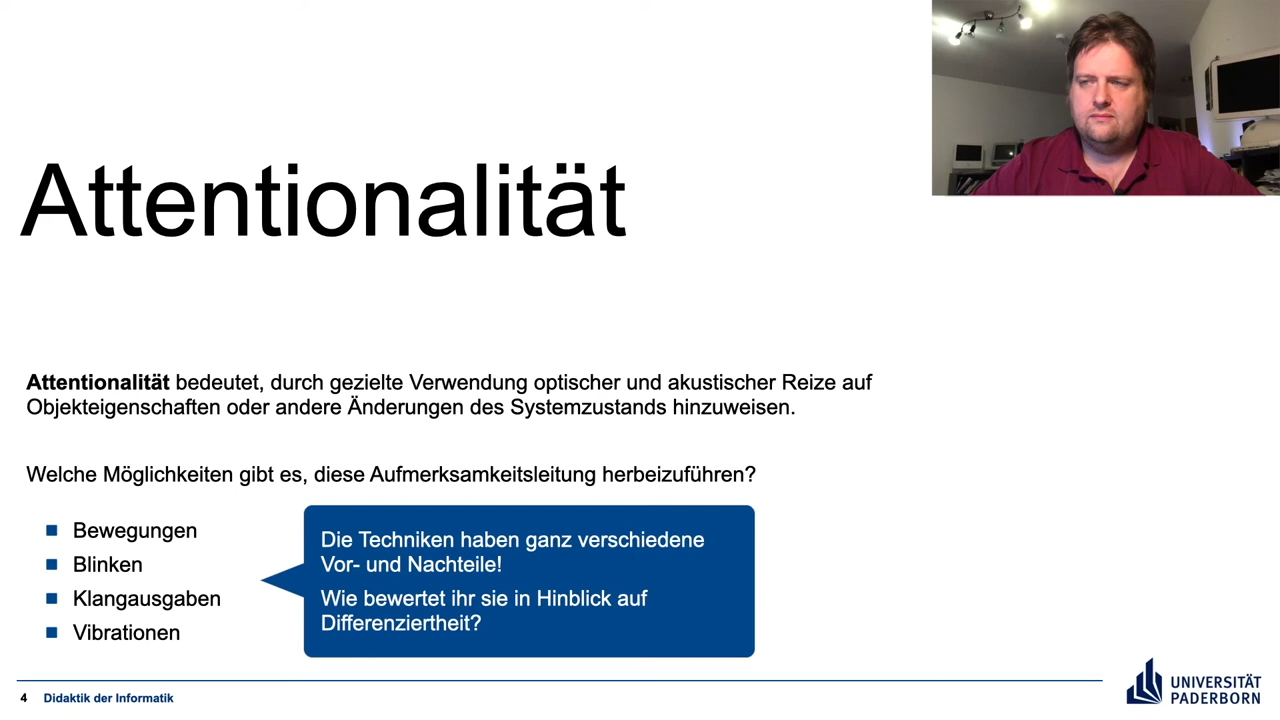 Attentionalität
Attentionalität bedeutet, durch gezielte Verwendung optischer und akustischer Reize auf
Objekteigenschaften oder andere Änderungen des Systemzustands hinzuweisen.
Welche Möglichkeiten gibt es, diese Aufmerksamkeitsleitung herbeizuführen?
Bewegungen
Blinken
Klangausgaben
Vibrationen
Die Techniken haben ganz verschiedene
Vor- und Nachteile!
Wie bewertet ihr sie in Hinblick auf
Differenziertheit?
4 Didaktik der Informatik
UNIVERSITÄT
PADERBORN